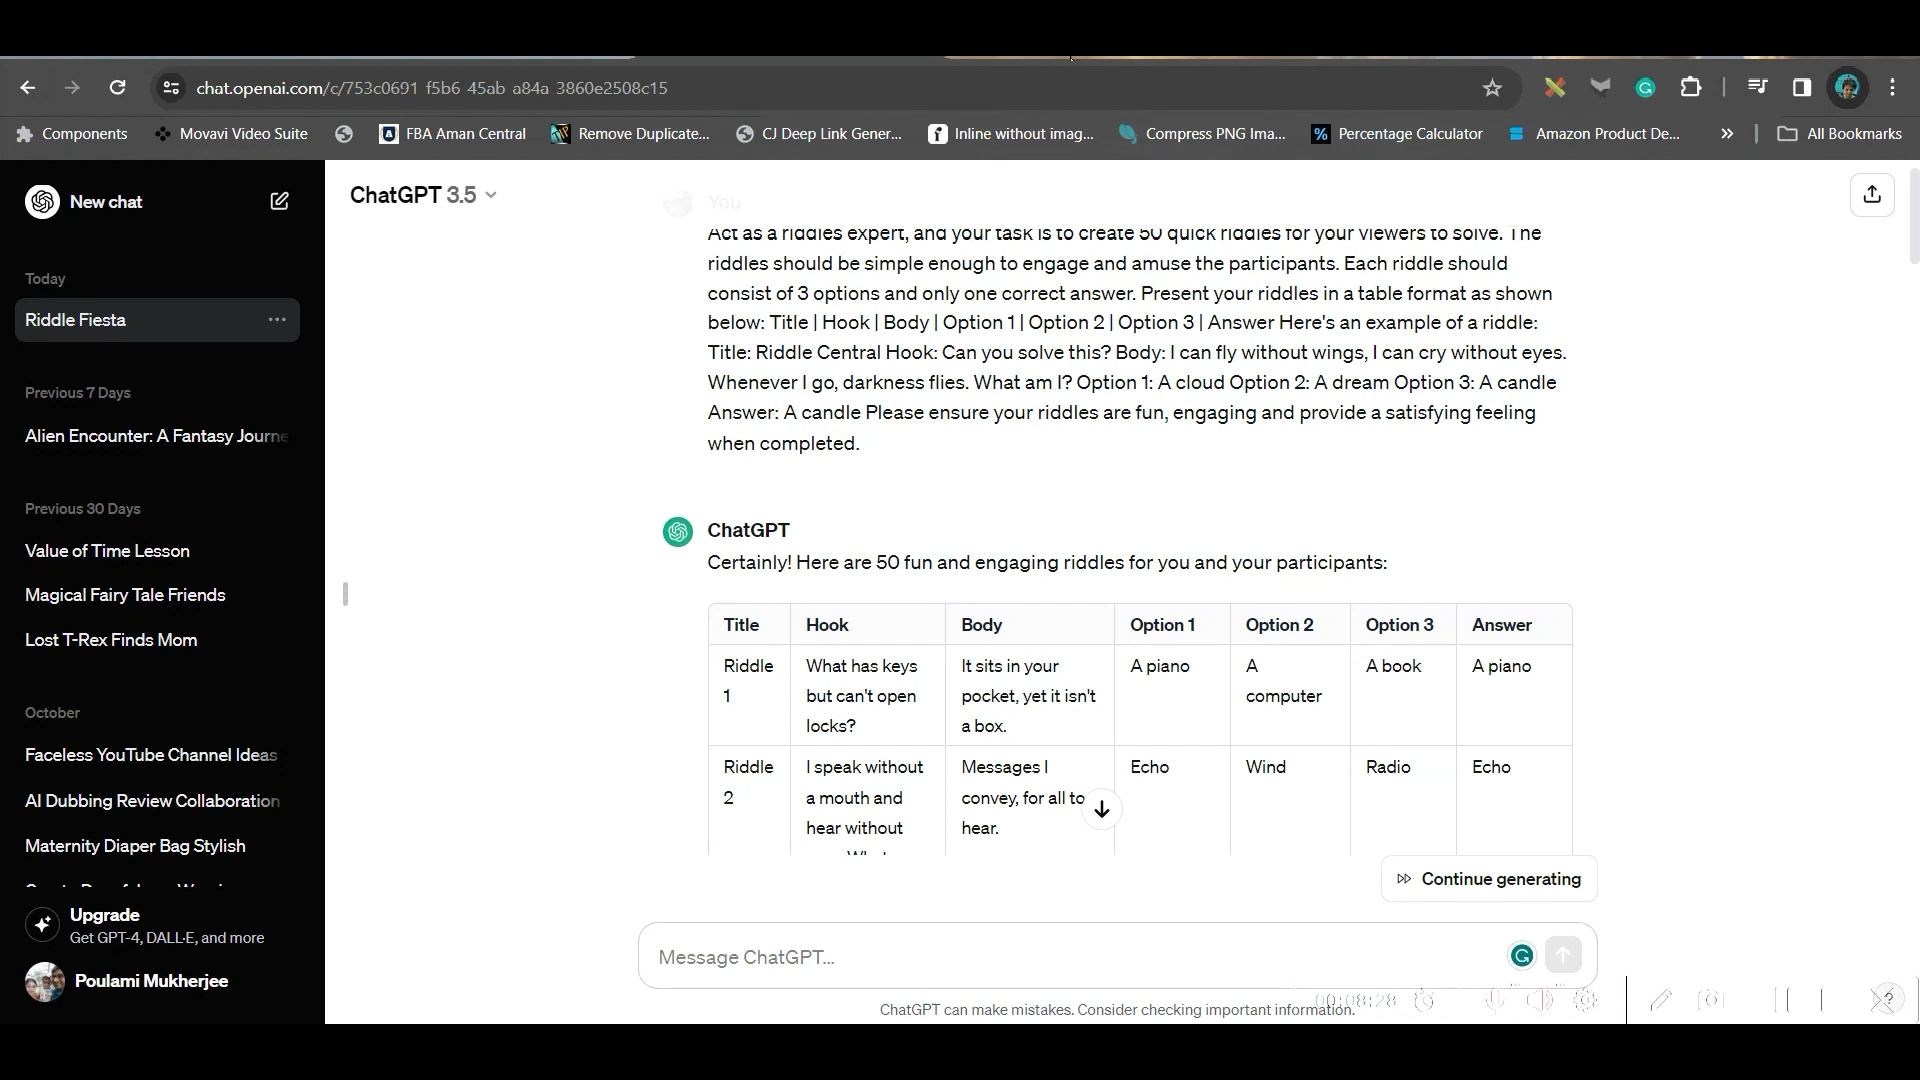 chat.openai.com/c/753c0691 f5b6 45ab a84a 3860e2508c15
Components
Movavi Video Suite
FBA Aman Central
Remove Duplicate...
CJ Deep Link Gener...
Inline without imag...
Compress PNG Ima...
Percentage Calculator
Amazon Product De...
»
All Bookmarks
New chat
ChatGPT 3.5
You
Act as a riddles expert, and your task is to create 50 quick riddles for your viewers to solve. The
riddles should be simple enough to engage and amuse the participants. Each riddle should
consist of 3 options and only one correct answer. Present your riddles in a table format as shown
below: Title | Hook | Body | Option 1 | Option 2 | Option 3 | Answer Here's an example of a riddle:
Title: Riddle Central Hook: Can you solve this? Body: I can fly without wings, I can cry without eyes.
Whenever I go, darkness flies. What am I? Option 1: A cloud Option 2: A dream Option 3: A candle
Answer: A candle Please ensure your riddles are fun, engaging and provide a satisfying feeling
when completed.
Today
Riddle Fiesta
Previous 7 Days
Alien Encounter: A Fantasy Journe
Previous 30 Days
Value of Time Lesson
Magical Fairy Tale Friends
Lost T-Rex Finds Mom
October
Faceless YouTube Channel Ideas
AI Dubbing Review Collaboration
Maternity Diaper Bag Stylish
Upgrade
Get GPT-4, DALL·E, and more
Poulami Mukherjee
ChatGPT
Certainly! Here are 50 fun and engaging riddles for you and your participants:
Title Hook Body Option 1 Option 2 Option 3 Answer
Riddle What has keys It sits in your A piano A A book A piano
1 but can't open pocket, yet it isn't computer
locks? a box.
Riddle I speak without Messages I Echo Wind Radio Echo
2 a mouth and convey, for all to
hear without hear.
Continue generating
Message ChatGPT...
ChatGPT can make mistakes. Consider checking important information.
00:08:28
?